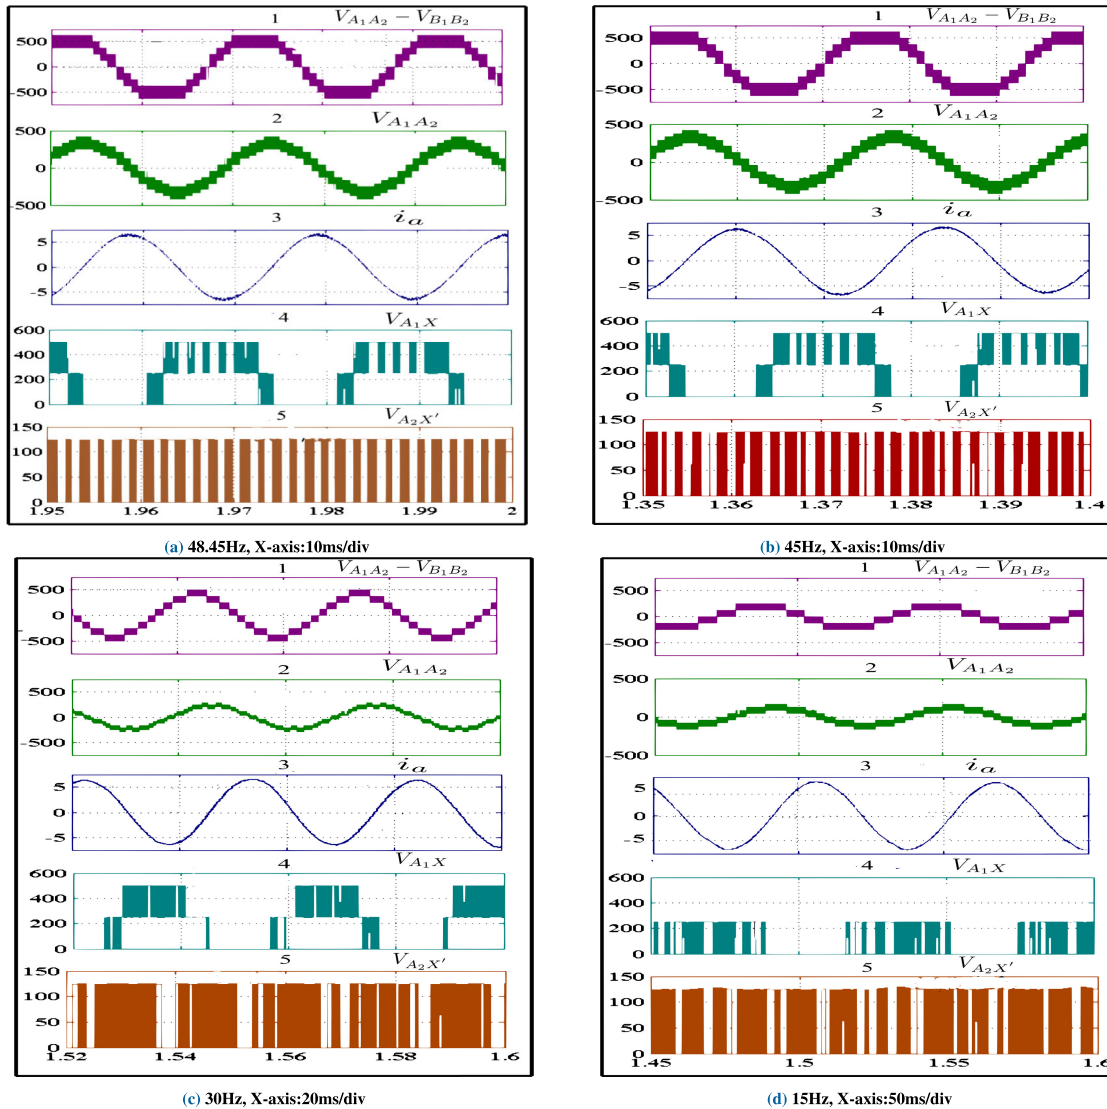 1 V_{A_1A_2} − V_{B_1B_2}
500
0
-500
2 V_{A_1A_2}
500
0
-500
3 i_a
5
0
-5
4 V_{A_1X}
600
400
200
0
5 V_{A_2X'}
150
100
50
0
1.95 1.96 1.97 1.98 1.99 2
(a) 48.45Hz, X-axis:10ms/div
1 V_{A_1A_2} − V_{B_1B_2}
500
0
-500
2 V_{A_1A_2}
500
0
-500
3 i_a
5
0
-5
4 V_{A_1X}
600
400
200
0
5 V_{A_2X'}
150
100
50
0
1.35 1.36 1.37 1.38 1.39 1.4
(b) 45Hz, X-axis:10ms/div
1 V_{A_1A_2} − V_{B_1B_2}
500
0
-500
2 V_{A_1A_2}
500
0
-500
3 i_a
5
0
-5
4 V_{A_1X}
600
400
200
0
5 V_{A_2X'}
150
100
50
0
1.52 1.54 1.56 1.58 1.6
(c) 30Hz, X-axis:20ms/div
1 V_{A_1A_2} − V_{B_1B_2}
500
0
-500
2 V_{A_1A_2}
500
0
-500
3 i_a
5
0
-5
4 V_{A_1X}
600
400
200
0
5 V_{A_2X'}
150
100
50
0
1.45 1.5 1.55 1.6
(d) 15Hz, X-axis:50ms/div